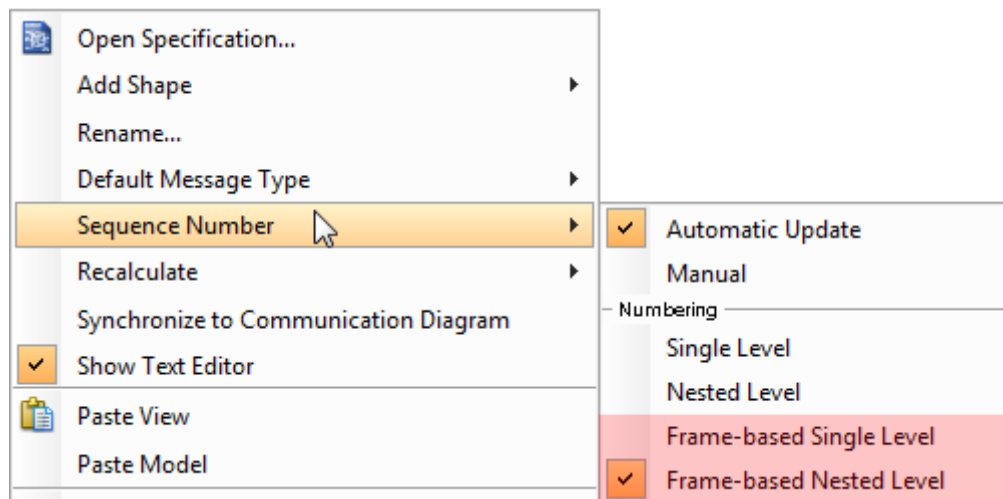 Open Specification...
Add Shape
Rename...
Default Message Type
Sequence Number
Recalculate
Synchronize to Communication Diagram
Show Text Editor
Paste View
Paste Model
Automatic Update
Manual
Numbering
Single Level
Nested Level
Frame-based Single Level
Frame-based Nested Level